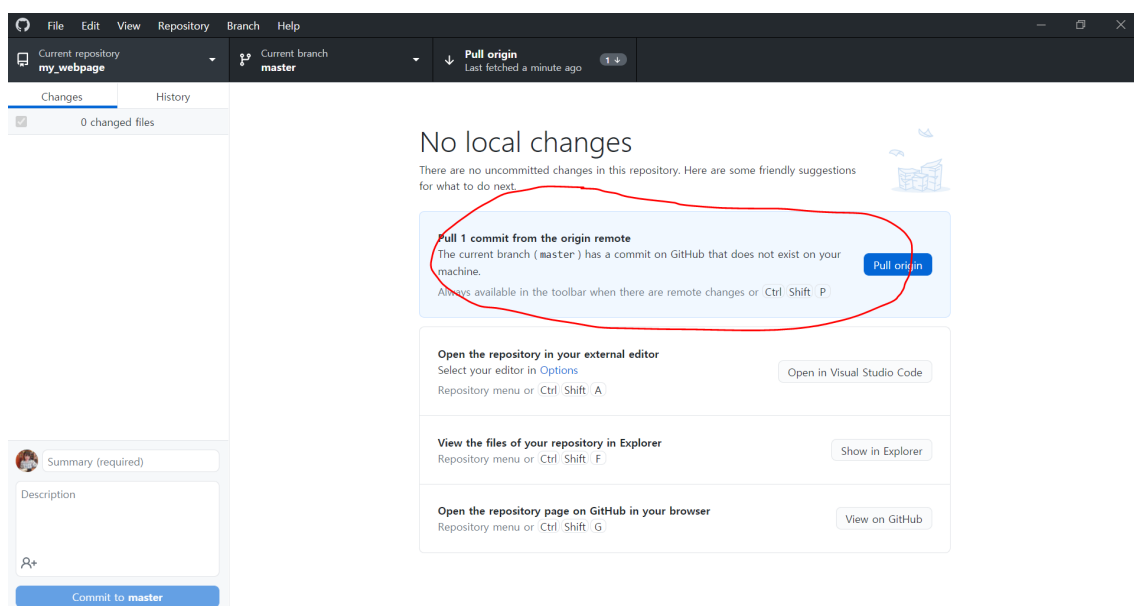 File Edit View Repository Branch Help
Current repository
my_webpage
Current branch
master
Pull origin
Last fetched a minute ago
1
Changes History
0 changed files
No local changes
There are no uncommitted changes in this repository. Here are some friendly suggestions
for what to do next.
Pull 1 commit from the origin remote
The current branch ( master ) has a commit on GitHub that does not exist on your
machine.
Always available in the toolbar when there are remote changes or Ctrl Shift P
Pull origin
Open the repository in your external editor
Select your editor in Options
Repository menu or Ctrl Shift A
Open in Visual Studio Code
View the files of your repository in Explorer
Repository menu or Ctrl Shift F
Show in Explorer
Open the repository page on GitHub in your browser
Repository menu or Ctrl Shift G
View on GitHub
Summary (required)
Description
Commit to master